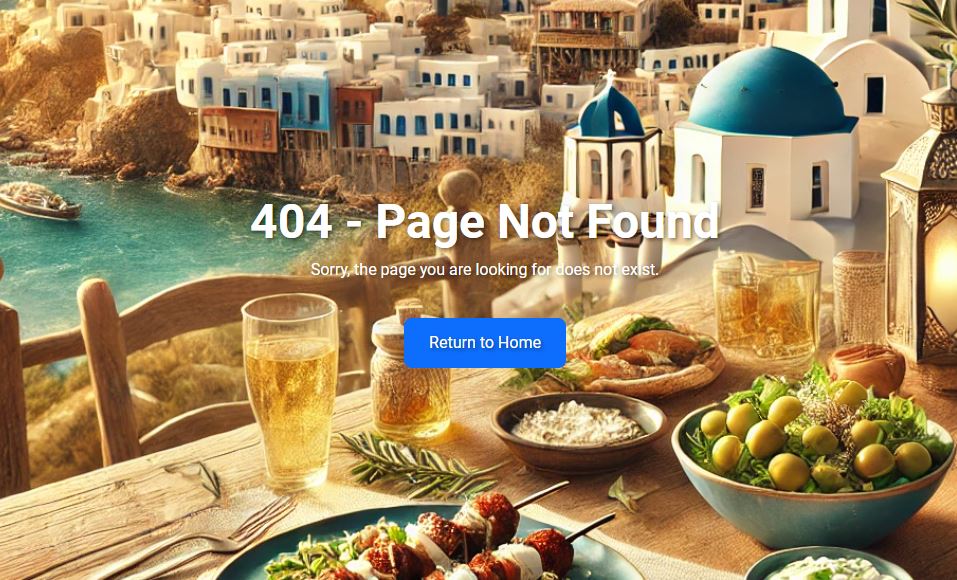 404 - Page Not Found
Sorry, the page you are looking for does not exist.
Return to Home